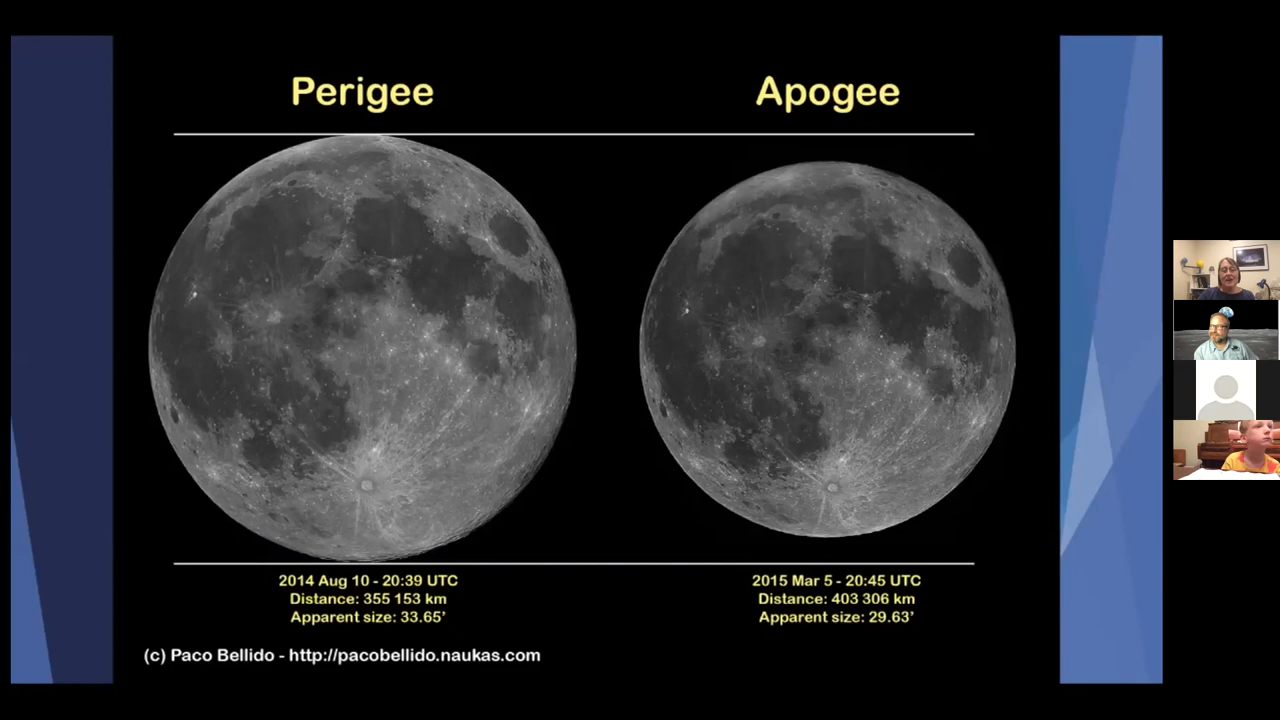 Perigee
Apogee
2014 Aug 10 - 20:39 UTC
Distance: 355 153 km
Apparent size: 33.65’
2015 Mar 5 - 20:45 UTC
Distance: 403 306 km
Apparent size: 29.63’
(c) Paco Bellido - http://pacobellido.naukas.com